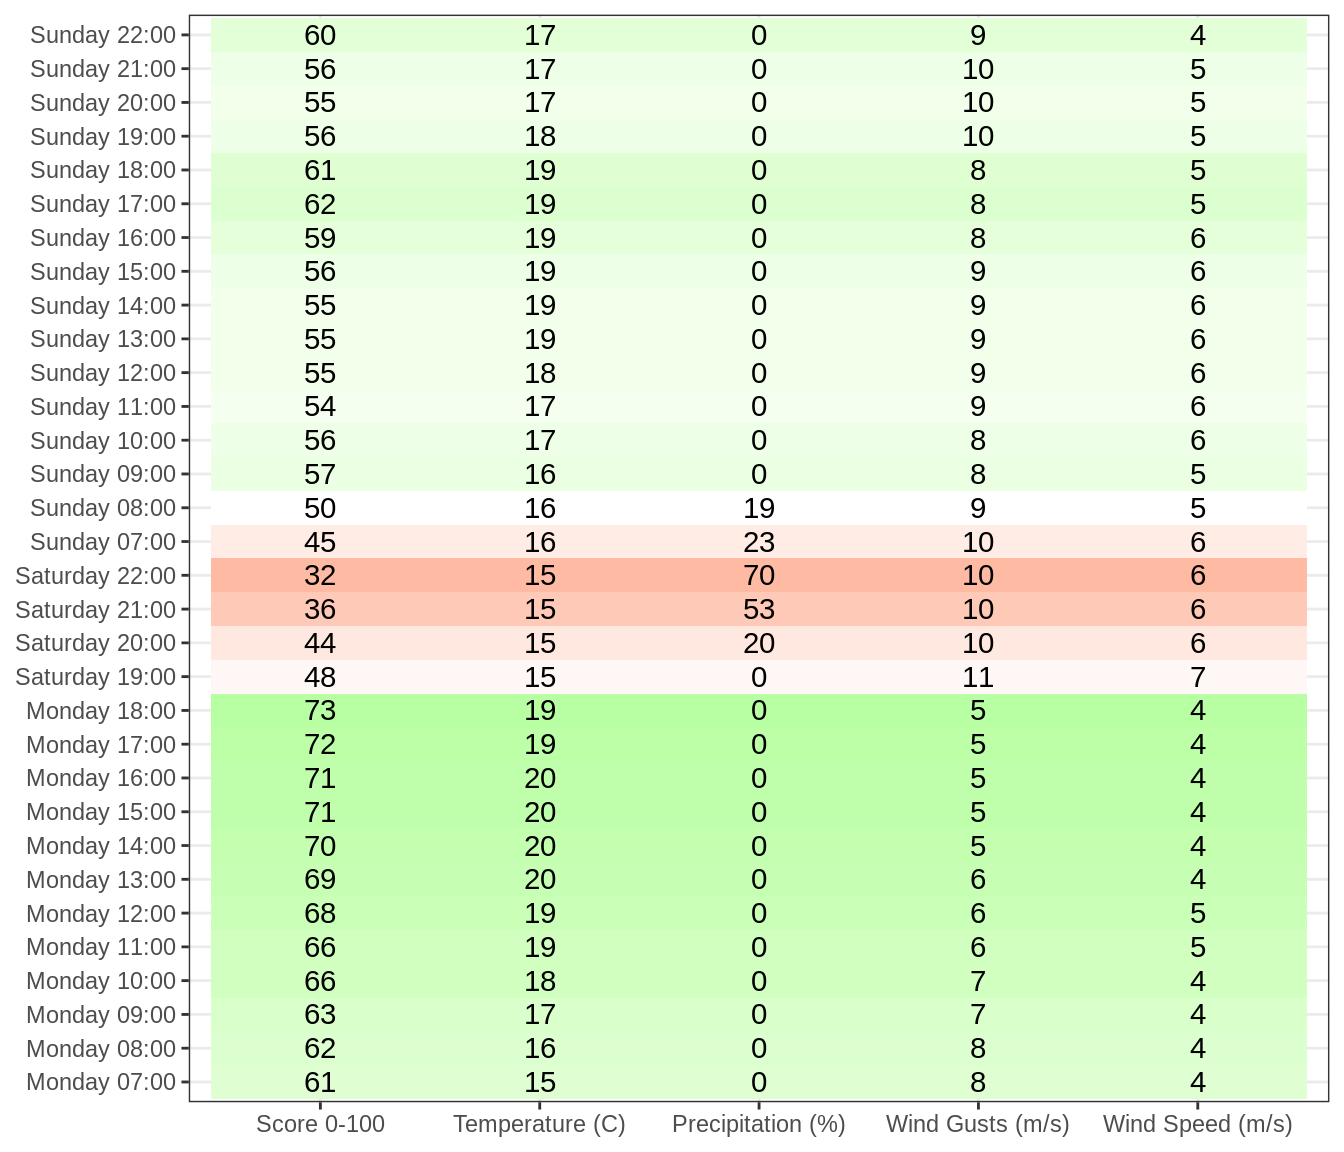 Sunday 22:00 60 17 0 9 4
Sunday 21:00 56 17 0 10 5
Sunday 20:00 55 17 0 10 5
Sunday 19:00 56 18 0 10 5
Sunday 18:00 61 19 0 8 5
Sunday 17:00 62 19 0 8 5
Sunday 16:00 59 19 0 8 6
Sunday 15:00 56 19 0 9 6
Sunday 14:00 55 19 0 9 6
Sunday 13:00 55 19 0 9 6
Sunday 12:00 55 18 0 9 6
Sunday 11:00 54 17 0 9 6
Sunday 10:00 56 17 0 8 6
Sunday 09:00 57 16 0 8 5
Sunday 08:00 50 16 19 9 5
Sunday 07:00 45 16 23 10 6
Saturday 22:00 32 15 70 10 6
Saturday 21:00 36 15 53 10 6
Saturday 20:00 44 15 20 10 6
Saturday 19:00 48 15 0 11 7
Monday 18:00 73 19 0 5 4
Monday 17:00 72 19 0 5 4
Monday 16:00 71 20 0 5 4
Monday 15:00 71 20 0 5 4
Monday 14:00 70 20 0 5 4
Monday 13:00 69 20 0 6 4
Monday 12:00 68 19 0 6 5
Monday 11:00 66 19 0 6 5
Monday 10:00 66 18 0 7 4
Monday 09:00 63 17 0 7 4
Monday 08:00 62 16 0 8 4
Monday 07:00 61 15 0 8 4
Score 0-100 Temperature (C) Precipitation (%) Wind Gusts (m/s) Wind Speed (m/s)